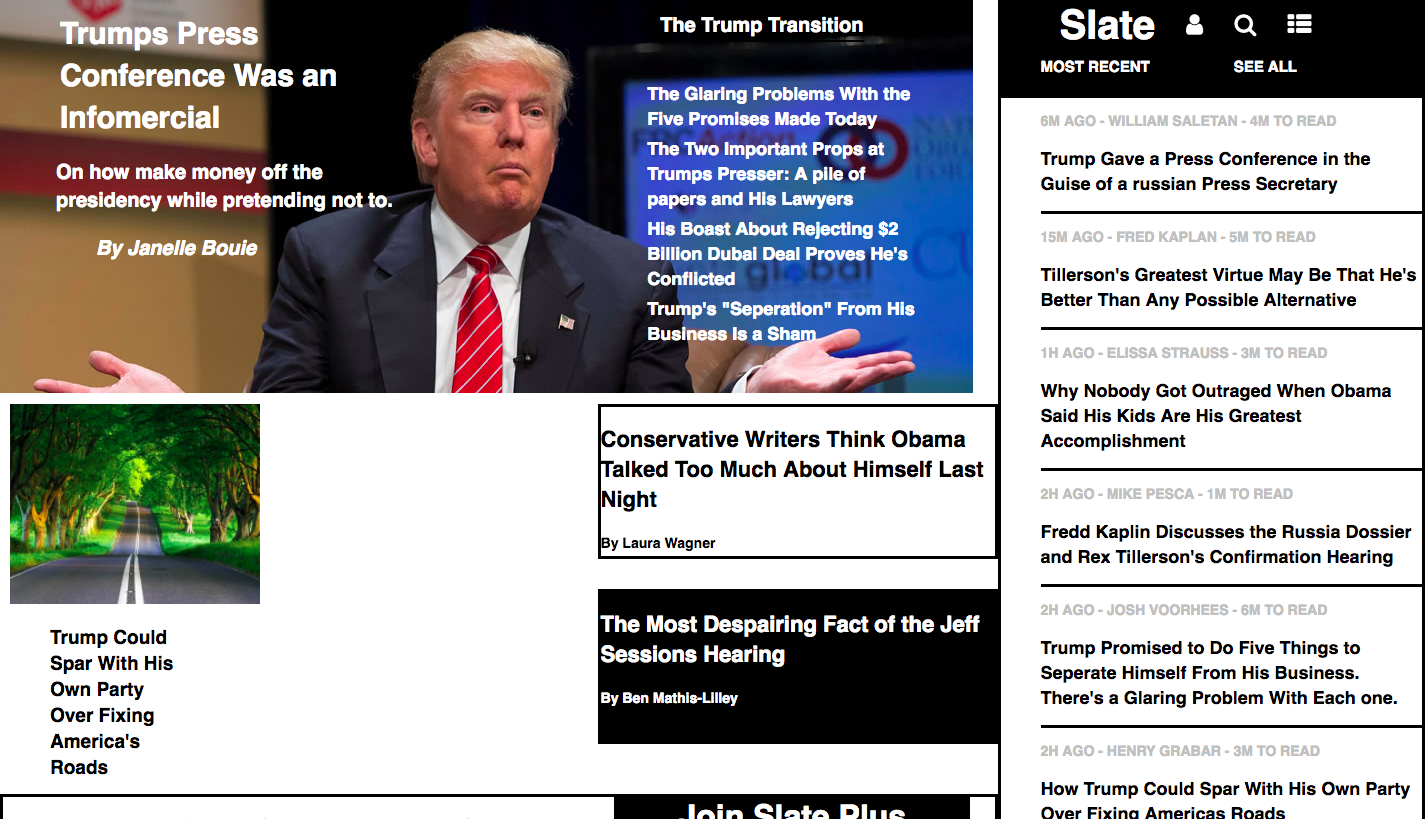 Trumps Press
Conference Was an
Infomercial
On how make money off the
presidency while pretending not to.
By Janelle Bouie
The Trump Transition
The Glaring Problems With the
Five Promises Made Today
The Two Important Props at
Trumps Presser: A pile of
papers and His Lawyers
His Boast About Rejecting $2
Billion Dubal Deal Proves He's
Conflicted
Trump's "Seperation" From His
Business Is a Sham
FRC Action
global
Trump Could
Spar With His
Own Party
Over Fixing
America's
Roads
Conservative Writers Think Obama
Talked Too Much About Himself Last
Night
By Laura Wagner
The Most Despairing Fact of the Jeff
Sessions Hearing
By Ben Mathis-Lilley
Join Slate Plus
Slate
MOST RECENT SEE ALL
6M AGO - WILLIAM SALETAN - 4M TO READ
Trump Gave a Press Conference in the
Guise of a russian Press Secretary
15M AGO - FRED KAPLAN - 5M TO READ
Tillerson's Greatest Virtue May Be That He's
Better Than Any Possible Alternative
1H AGO - ELISSA STRAUSS - 3M TO READ
Why Nobody Got Outraged When Obama
Said His Kids Are His Greatest
Accomplishment
2H AGO - MIKE PESCA - 1M TO READ
Fredd Kaplin Discusses the Russia Dossier
and Rex Tillerson's Confirmation Hearing
2H AGO - JOSH VOORHEES - 6M TO READ
Trump Promised to Do Five Things to
Seperate Himself From His Business.
There's a Glaring Problem With Each one.
2H AGO - HENRY GRABAR - 3M TO READ
How Trump Could Spar With His Own Party
Over Fixing Americas Roads